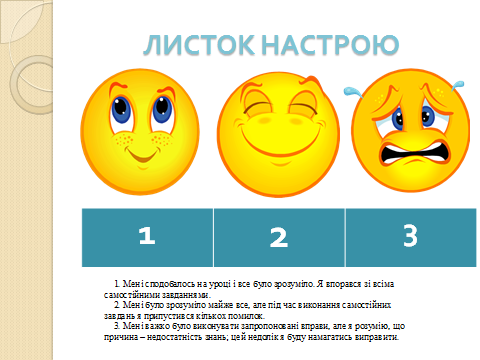 ЛИСТОК НАСТРОЮ
1 2 3
1. Мені сподобалось на уроці і все було зрозуміло. Я впорався зі всіма
самостійними завданнями.
2. Мені було зрозуміло майже все, але під час виконання самостійних
завдань я припустився кількох помилок.
3. Мені важко було виконувати запропоновані вправи, але я розумію, що
причина – недостатність знань, цей недолік я буду намагатись виправити.